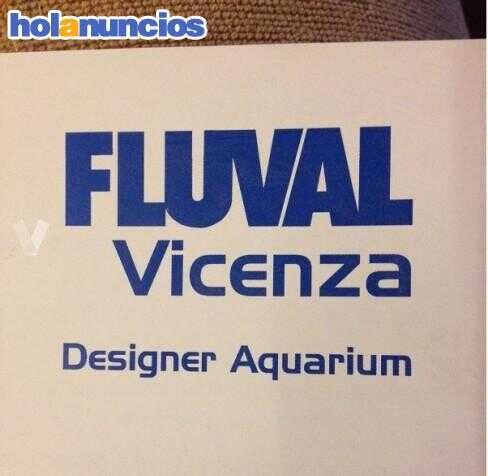 holanuncios
FLUVAL
Vicenza
Designer Aquarium